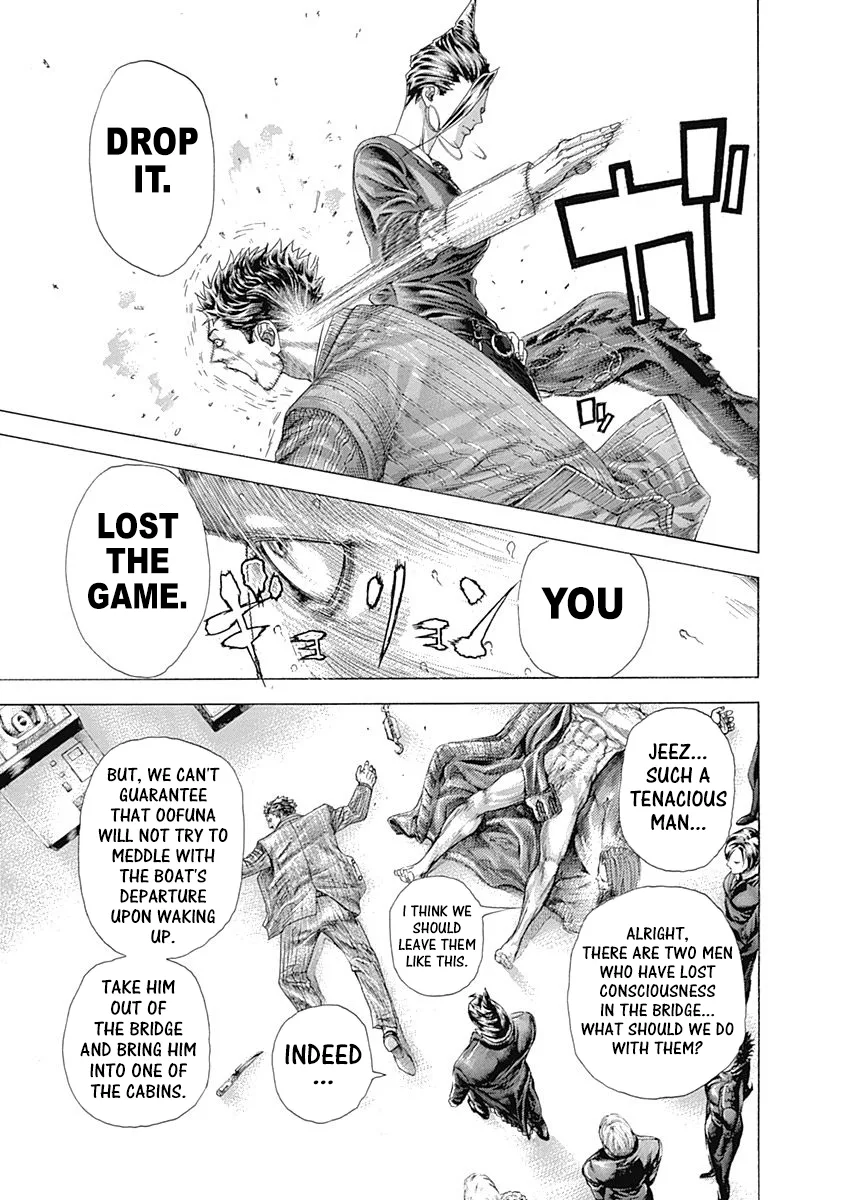 DROP
IT.
ガ
ロッ
YOU
LOST
THE
GAME.
JEEZ...
SUCH A
TENACIOUS
MAN...
ALRIGHT,
THERE ARE TWO MEN
WHO HAVE LOST
CONSCIOUSNESS
IN THE BRIDGE...
WHAT SHOULD WE DO
WITH THEM?
I THINK WE
SHOULD
LEAVE THEM
LIKE THIS.
INDEED
...
BUT, WE CAN'T
GUARANTEE
THAT OOFUNA
WILL NOT TRY TO
MEDDLE WITH
THE BOAT'S
DEPARTURE
UPON WAKING
UP.
TAKE HIM
OUT OF
THE BRIDGE
AND BRING HIM
INTO ONE OF
THE CABINS.